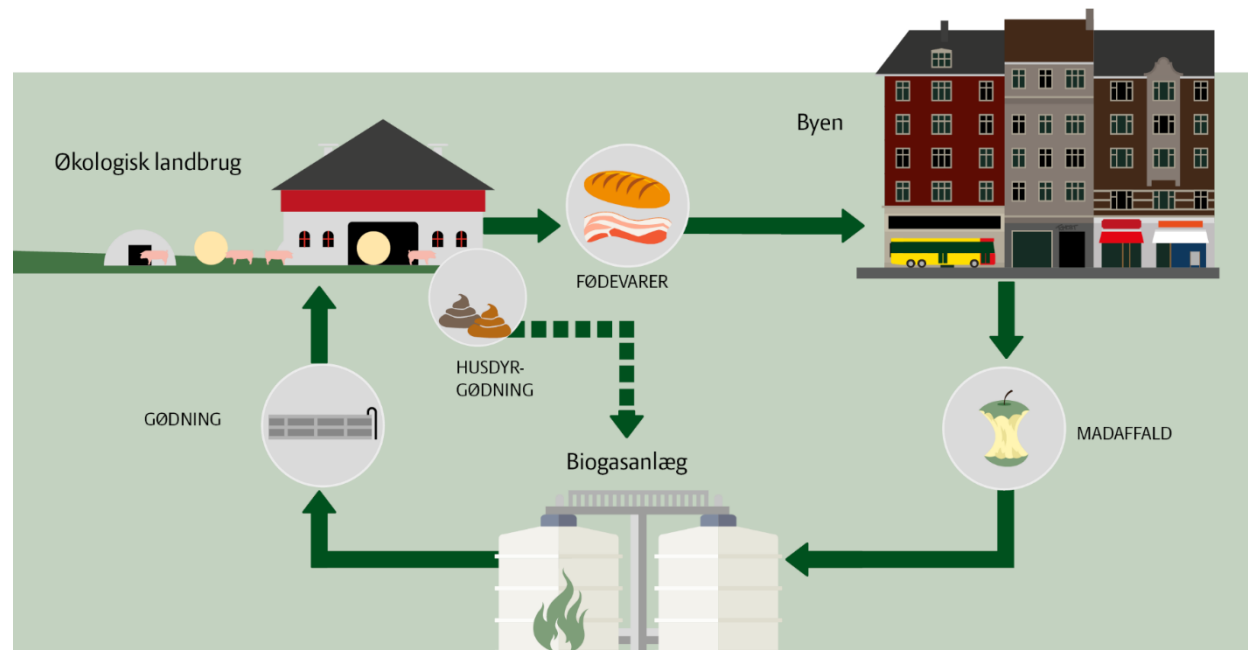 Byen
Økologisk landbrug
FØDEVARER
HUSDYR-
GØDNING
GØDNING
MADAFFALD
Biogasanlæg